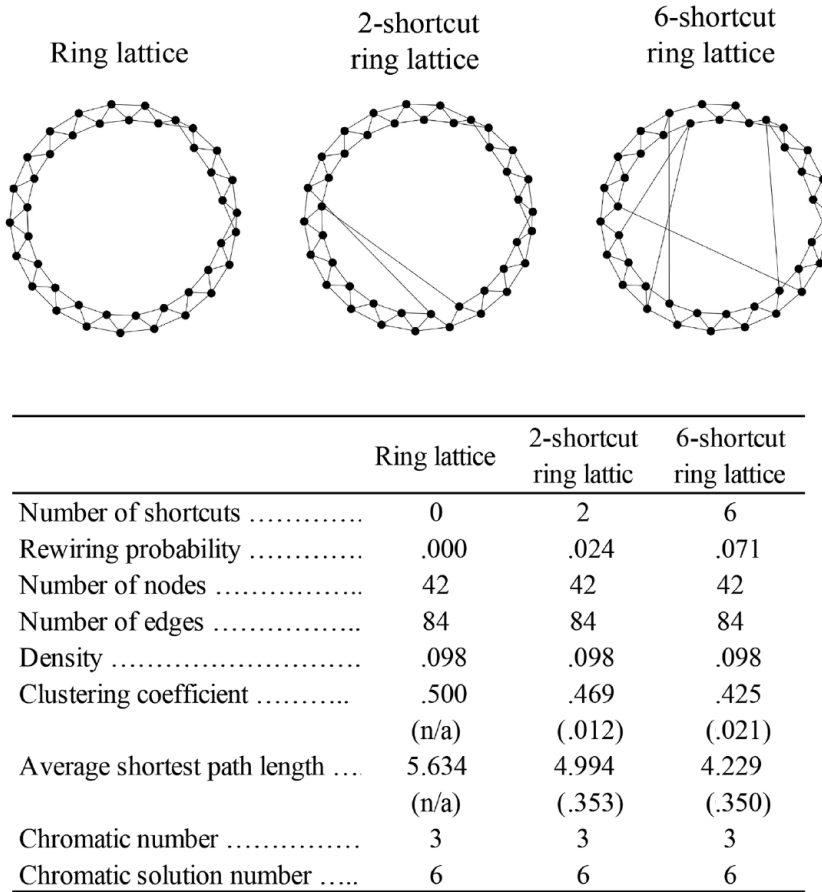 Ring lattice
2-shortcut
ring lattice
6-shortcut
ring lattice
Ring lattice
2-shortcut
ring lattic
6-shortcut
ring lattice
Number of shortcuts …………. 0 2 6
Rewiring probability …………. .000 .024 .071
Number of nodes …………….. 42 42 42
Number of edges …………….. 84 84 84
Density ………………………. .098 .098 .098
Clustering coefficient ……….. .500 .469 .425
(n/a) (.012) (.021)
Average shortest path length …. 5.634 4.994 4.229
(n/a) (.353) (.350)
Chromatic number …………… 3 3 3
Chromatic solution number ….. 6 6 6